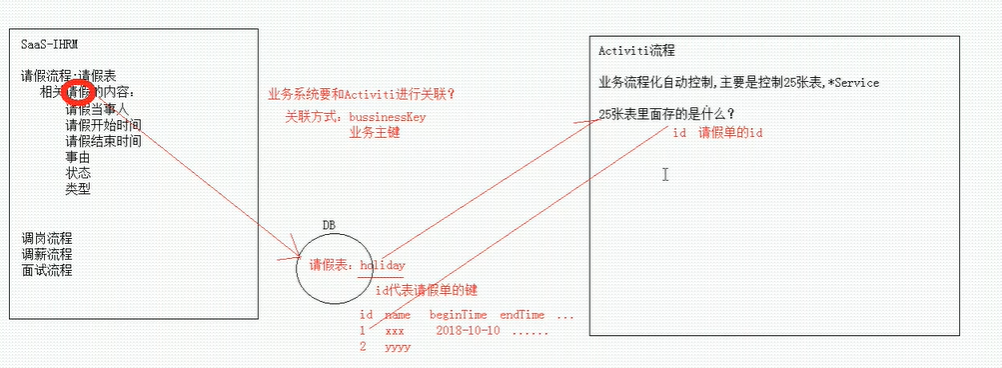 SaaS-IHRM
请假流程:请假表
相关请假的内容：
请假当事人
请假开始时间
请假结束时间
事由
状态
类型
调岗流程
调薪流程
面试流程
业务系统要和Activiti进行关联？
关联方式：bussinessKey
业务主键
DB
请假表：holiday
id代表请假单的键
id name beginTime endTime ...
1 xxx 2018-10-10 ......
2 yyyy
Activiti流程
业务流程化自动控制,主要是控制25张表,*Service
25张表里面存的是什么？
id 请假单的id